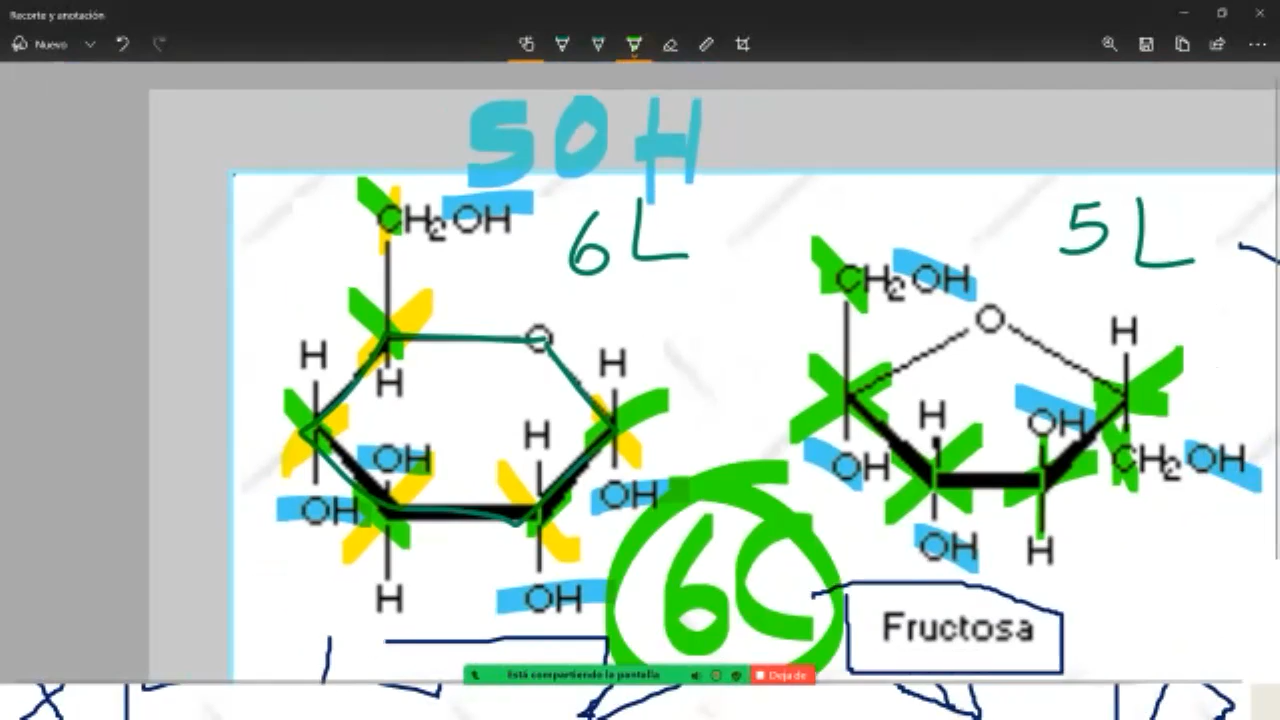 Recorte y anotación
Nuevo
5OH
CH2OH
6L
5L
CH2OH
O
O
H
H
H
H
OH
H
H
OH
OH
OH
OH
OH
CH2OH
OH
H
H
OH
6C
Fructosa
Está compartiendo la pantalla
Deja de